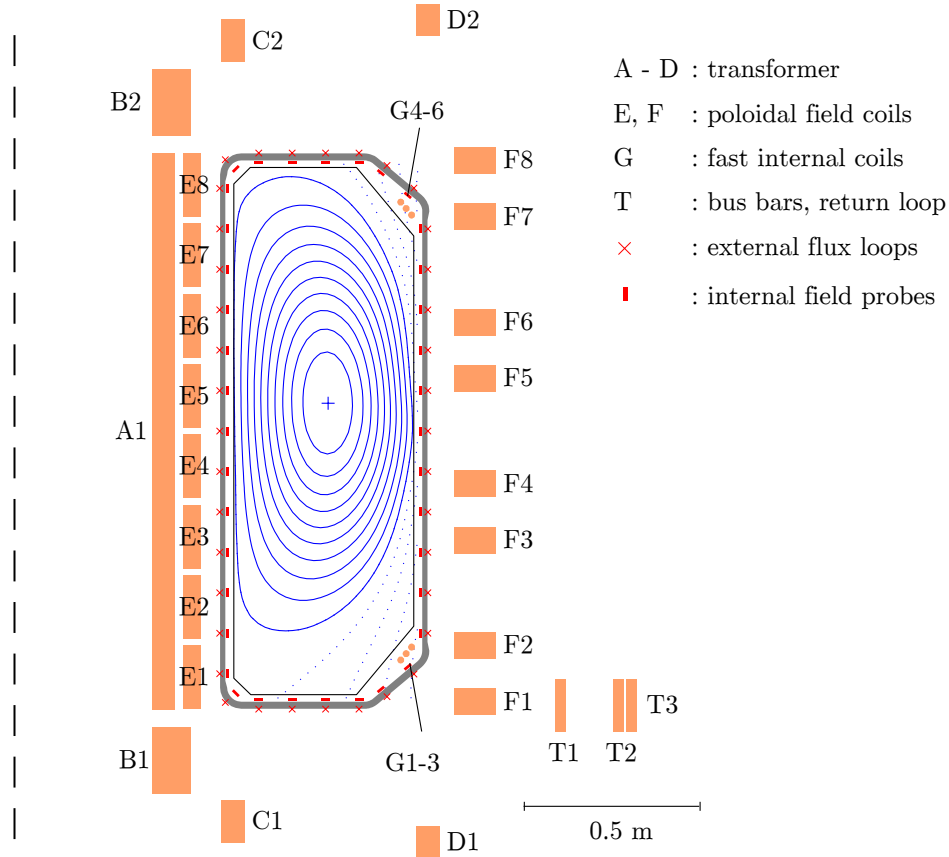 D2
C2
A - D : transformer
B2
G4-6
E, F : poloidal field coils
F8
G : fast internal coils
E8
T : bus bars, return loop
F7
E7
: external flux loops
: internal field probes
E6
F6
E5
F5
A1
E4
F4
E3
F3
E2
F2
E1
F1
T3
T1
T2
B1
G1-3
C1
0.5 m
D1